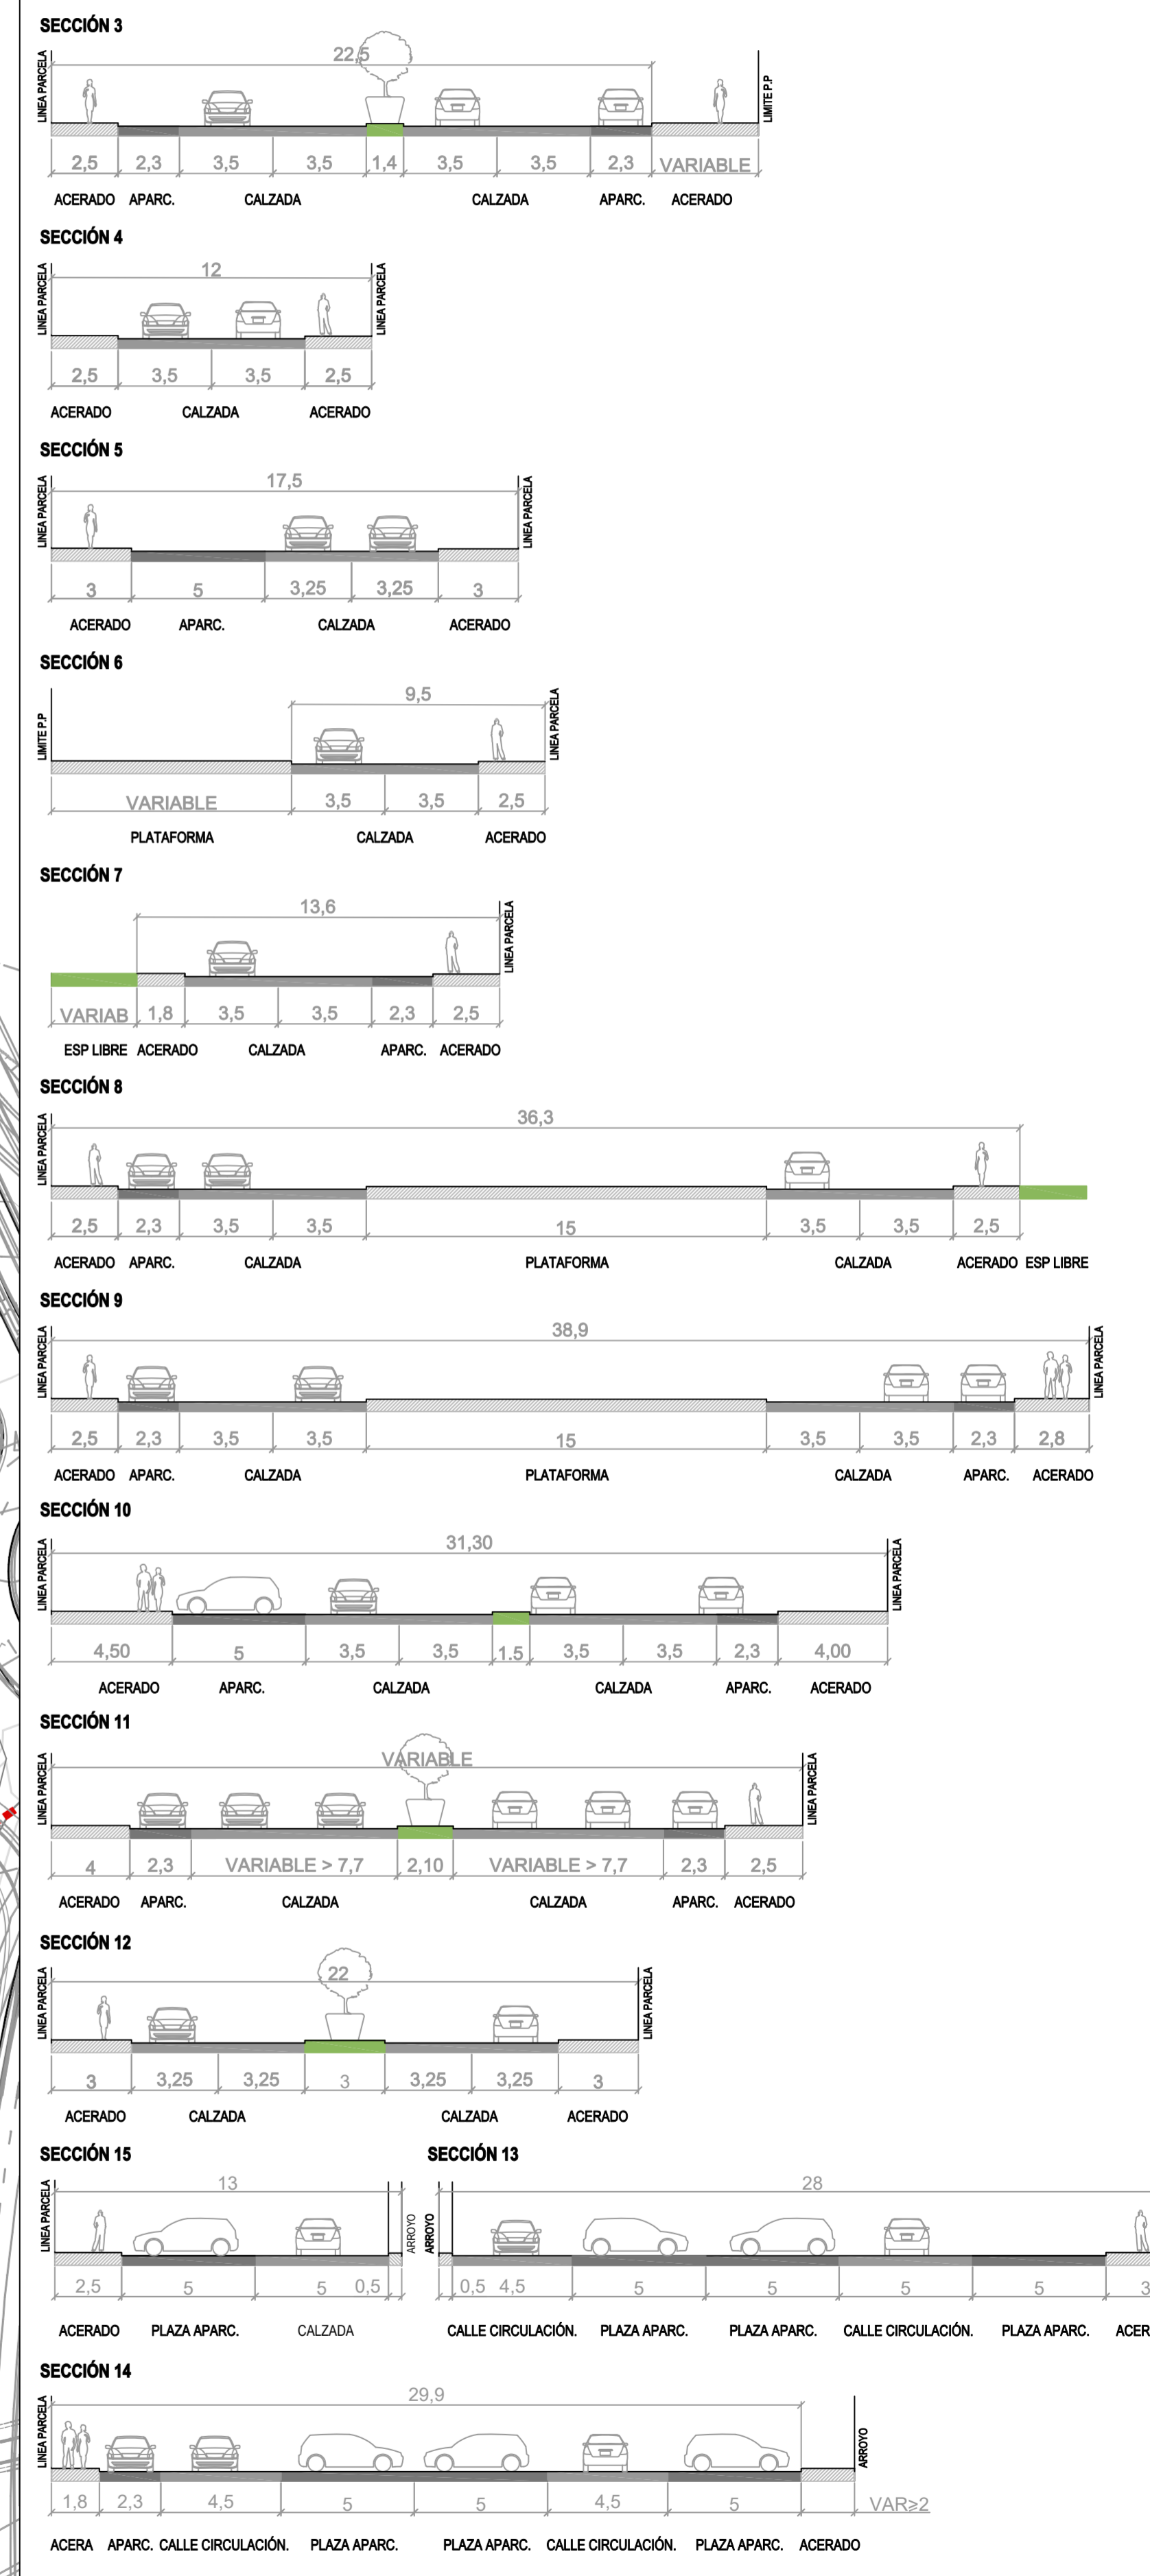 SECCIÓN 3
LINEA PARCELA
22,5
LIMITE P.P
2,5 2,3 3,5 3,5 1,4 3,5 3,5 2,3 VARIABLE
ACERADO APARC. CALZADA CALZADA APARC. ACERADO
SECCIÓN 4
LINEA PARCELA
12
LINEA PARCELA
2,5 3,5 3,5 2,5
ACERADO CALZADA ACERADO
SECCIÓN 5
LINEA PARCELA
17,5
LINEA PARCELA
3 5 3,25 3,25 3
ACERADO APARC. CALZADA ACERADO
SECCIÓN 6
LIMITE P.P
9,5
LINEA PARCELA
VARIABLE 3,5 3,5 2,5
PLATAFORMA CALZADA ACERADO
SECCIÓN 7
13,6
LINEA PARCELA
VARIAB 1,8 3,5 3,5 2,3 2,5
ESP LIBRE ACERADO CALZADA APARC. ACERADO
SECCIÓN 8
LINEA PARCELA
36,3
2,5 2,3 3,5 3,5 15 3,5 3,5 2,5
ACERADO APARC. CALZADA PLATAFORMA CALZADA ACERADO ESP LIBRE
SECCIÓN 9
LINEA PARCELA
38,9
LINEA PARCELA
2,5 2,3 3,5 3,5 15 3,5 3,5 2,3 2,8
ACERADO APARC. CALZADA PLATAFORMA CALZADA APARC. ACERADO
SECCIÓN 10
LINEA PARCELA
31,30
LINEA PARCELA
4,50 5 3,5 3,5 1.5 3,5 3,5 2,3 4,00
ACERADO APARC. CALZADA CALZADA APARC. ACERADO
SECCIÓN 11
LINEA PARCELA
VARIABLE
LINEA PARCELA
4 2,3 VARIABLE > 7,7 2,10 VARIABLE > 7,7 2,3 2,5
ACERADO APARC. CALZADA CALZADA APARC. ACERADO
SECCIÓN 12
LINEA PARCELA
22
LINEA PARCELA
3 3,25 3,25 3 3,25 3,25 3
ACERADO CALZADA CALZADA ACERADO
SECCIÓN 15
LINEA PARCELA
13
ARROYO
2,5 5 5 0,5
ACERADO PLAZA APARC. CALZADA
SECCIÓN 13
ARROYO
28
0,5 4,5 5 5 5 5 3
CALLE CIRCULACIÓN. PLAZA APARC. PLAZA APARC. CALLE CIRCULACIÓN. PLAZA APARC. ACER
SECCIÓN 14
LINEA PARCELA
29,9
ARROYO
1,8 2,3 4,5 5 5 4,5 5 VAR≥2
ACERA APARC. CALLE CIRCULACIÓN. PLAZA APARC. PLAZA APARC. CALLE CIRCULACIÓN. PLAZA APARC. ACERADO